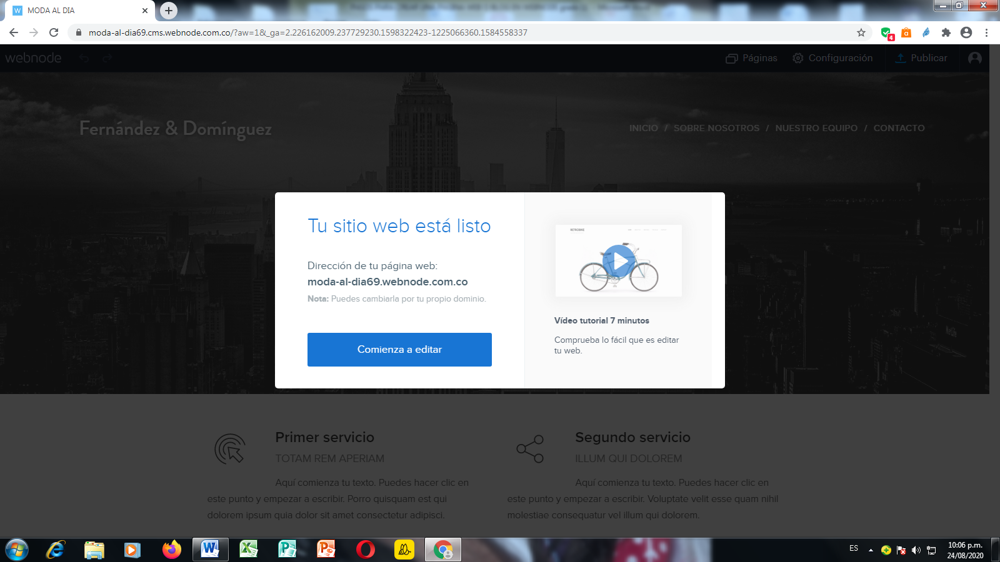 MODA AL DIA
moda-al-dia69.cms.webnode.com.co/?aw=1&_ga=2.226162009.237729230.1598322423-1225066360.1584558337
4
webnode
Páginas
Configuración
Publicar
Fernández & Domínguez
INICIO / SOBRE NOSOTROS / NUESTRO EQUIPO / CONTACTO
Tu sitio web está listo
Dirección de tu página web:
moda-al-dia69.webnode.com.co
Nota: Puedes cambiarla por tu propio dominio.
Comienza a editar
RETROBIKE
Vídeo tutorial 7 minutos
Comprueba lo fácil que es editar
tu web.
Primer servicio
TOTAM REM APERIAM
Aquí comienza tu texto. Puedes hacer clic en
este punto y empezar a escribir. Porro quisquam est qui
dolorem ipsum quia dolor sit amet consectetur adipisci.
Segundo servicio
ILLUM QUI DOLOREM
Aquí comienza tu texto. Puedes hacer clic en
este punto y empezar a escribir. Voluptate velit esse quam nihil
molestiae consequatur vel illum qui dolorem.
ES
10:06 p.m.
24/08/2020